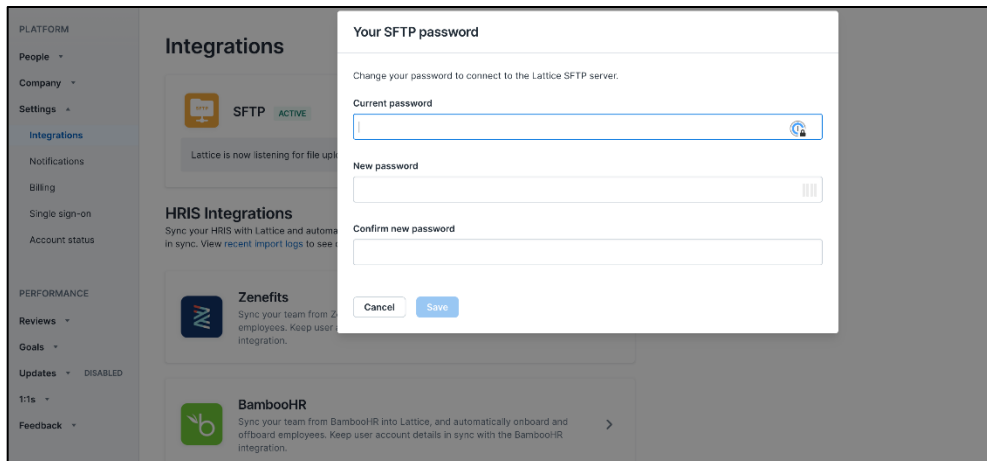 PLATFORM
People
Company
Settings
Integrations
Notifications
Billing
Single sign-on
Account status
PERFORMANCE
Reviews
Goals
Updates DISABLED
1:1s
Feedback
Integrations
SFTP ACTIVE
Lattice is now listening for file
HRIS Integrations
Sync your HRIS with Lattice and
in sync. View recent import logs to see
Zenefits
Sync your team from
employees. Keep user
integration.
BambooHR
Sync your team from BambooHR into Lattice, and automatically onboard and
offboard employees. Keep user account details in sync with the BambooHR
integration.
Your SFTP password
Change your password to connect to the Lattice SFTP server.
Current password
New password
Confirm new password
Cancel Save